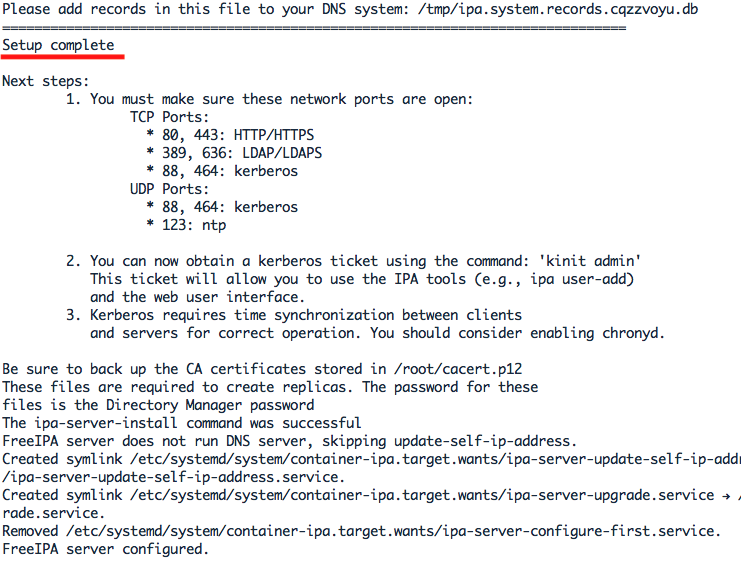 Please add records in this file to your DNS system: /tmp/ipa.system.records.cqzzvoyu.db
==============================================================================
Setup complete
Next steps:
1. You must make sure these network ports are open:
TCP Ports:
* 80, 443: HTTP/HTTPS
* 389, 636: LDAP/LDAPS
* 88, 464: kerberos
UDP Ports:
* 88, 464: kerberos
* 123: ntp
2. You can now obtain a kerberos ticket using the command: 'kinit admin'
This ticket will allow you to use the IPA tools (e.g., ipa user-add)
and the web user interface.
3. Kerberos requires time synchronization between clients
and servers for correct operation. You should consider enabling chronyd.
Be sure to back up the CA certificates stored in /root/cacert.p12
These files are required to create replicas. The password for these
files is the Directory Manager password
The ipa-server-install command was successful
FreeIPA server does not run DNS server, skipping update-self-ip-address.
Created symlink /etc/systemd/system/container-ipa.target.wants/ipa-server-update-self-ip-addr
/ipa-server-update-self-ip-address.service.
Created symlink /etc/systemd/system/container-ipa.target.wants/ipa-server-upgrade.service → /
rade.service.
Removed /etc/systemd/system/container-ipa.target.wants/ipa-server-configure-first.service.
FreeIPA server configured.